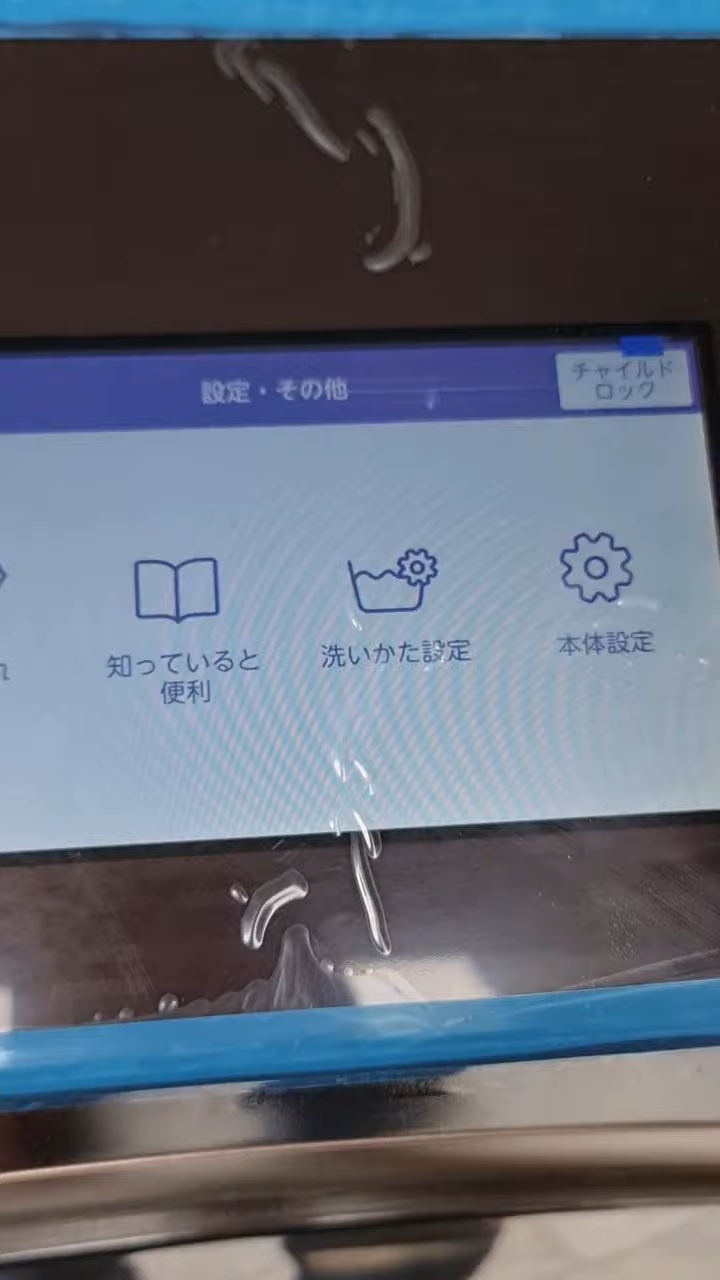 設定・その他
チャイルド
ロック
知っていると
便利
洗いかた設定
本体設定